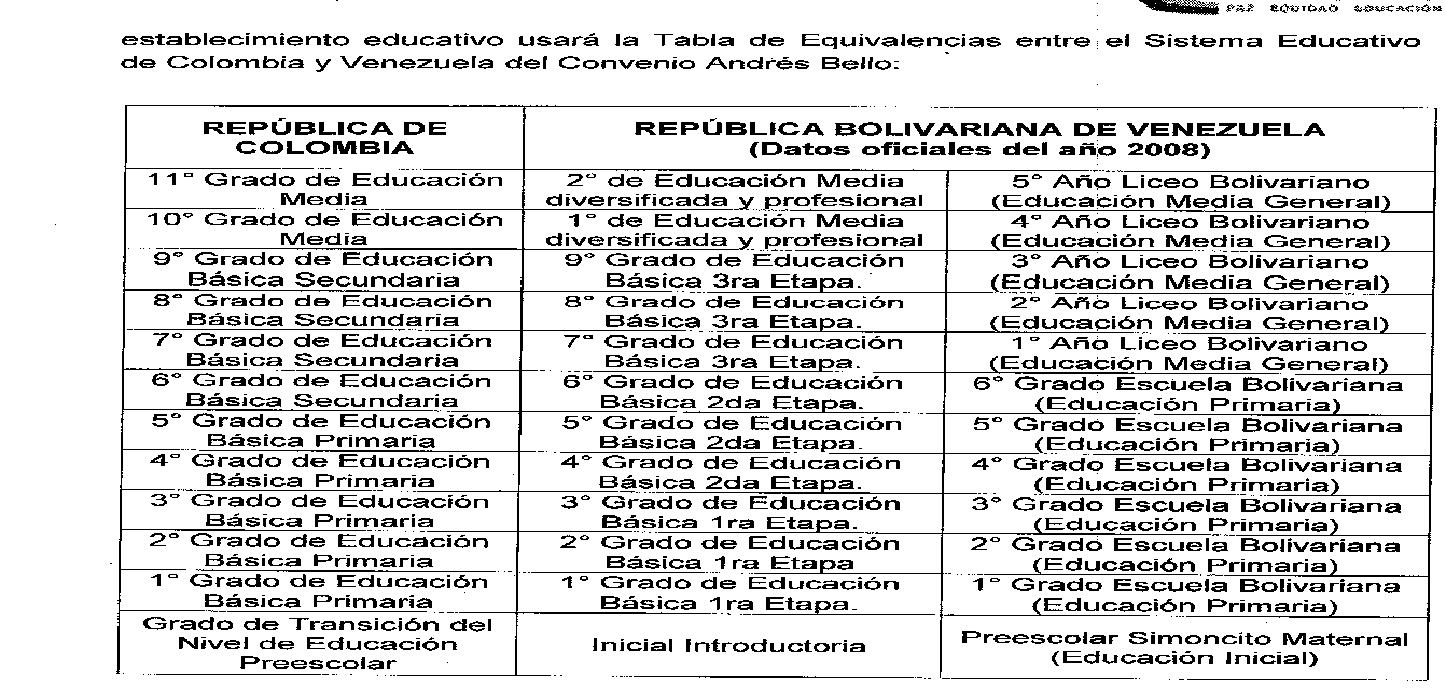 PAZ EQUIDAD EDUCACIÓN
establecimiento educativo usará la Tabla de Equivalencias entre el Sistema Educativo
de Colombia y Venezuela del Convenio Andrés Bello:
REPÚBLICA DE
COLOMBIA
REPÚBLICA BOLIVARIANA DE VENEZUELA
(Datos oficiales del año 2008)
11° Grado de Educación
Media
2° de Educación Media
diversificada y profesional
5° Año Liceo Bolivariano
(Educación Media General)
10° Grado de Educación
Media
1° de Educación Media
diversificada y profesional
4° Año Liceo Bolivariano
(Educación Media General)
9° Grado de Educación
Básica Secundaria
9° Grado de Educación
Básica 3ra Etapa.
3° Año Liceo Bolivariano
(Educación Media General)
8° Grado de Educación
Básica Secundaria
8° Grado de Educación
Básica 3ra Etapa.
2° Año Liceo Bolivariano
(Educación Media General)
7° Grado de Educación
Básica Secundaria
7° Grado de Educación
Básica 3ra Etapa.
1° Año Liceo Bolivariano
(Educación Media General)
6° Grado de Educación
Básica Secundaria
6° Grado de Educación
Básica 2da Etapa.
6° Grado Escuela Bolivariana
(Educación Primaria)
5° Grado de Educación
Básica Primaria
5° Grado de Educación
Básica 2da Etapa.
5° Grado Escuela Bolivariana
(Educación Primaria)
4° Grado de Educación
Básica Primaria
4° Grado de Educación
Básica 2da Etapa.
4° Grado Escuela Bolivariana
(Educación Primaria)
3° Grado de Educación
Básica Primaria
3° Grado de Educación
Básica 1ra Etapa.
3° Grado Escuela Bolivariana
(Educación Primaria)
2° Grado de Educación
Básica Primaria
2° Grado de Educación
Básica 1ra Etapa
2° Grado Escuela Bolivariana
(Educación Primaria)
1° Grado de Educación
Básica Primaria
1° Grado de Educación
Básica 1ra Etapa.
1° Grado Escuela Bolivariana
(Educación Primaria)
Grado de Transición del
Nivel de Educación
Preescolar
Inicial Introductoria
Preescolar Simoncito Maternal
(Educación Inicial)